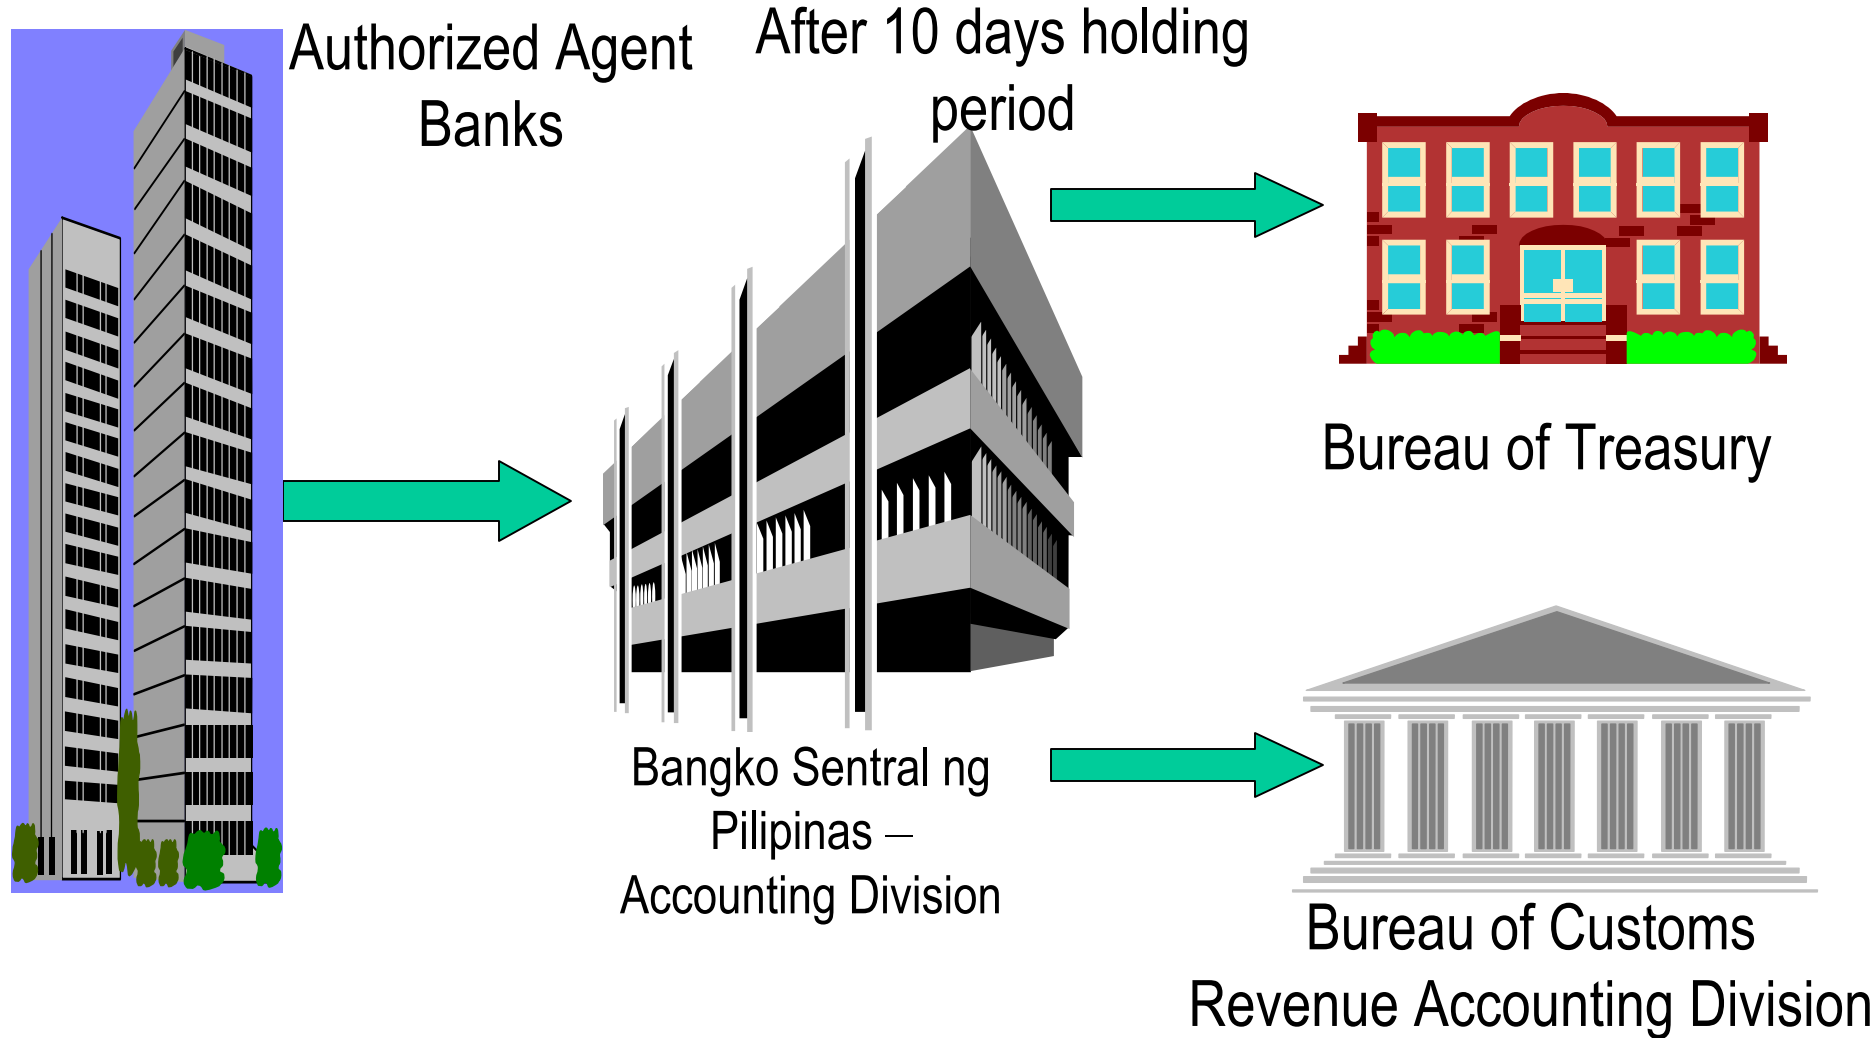 Authorized Agent
Banks
After 10 days holding
period
Bureau of Treasury
Bangko Sentral ng
Pilipinas –
Accounting Division
Bureau of Customs
Revenue Accounting Division